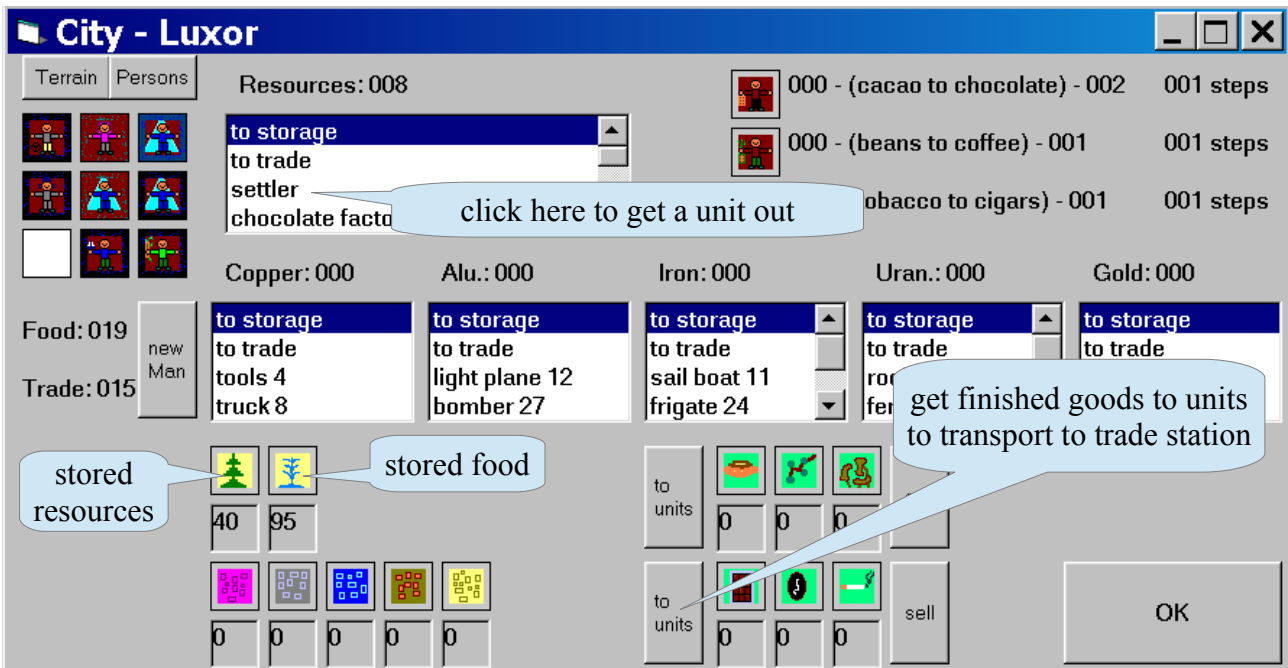 City - Luxor
Terrain Persons
Resources: 008
to storage
to trade
settler
chocolate facto
click here to get a unit out
000 - (cacao to chocolate) - 002 001 steps
000 - (beans to coffee) - 001 001 steps
obacco to cigars) - 001 001 steps
Food: 019
Trade: 015
new
Man
Copper: 000
to storage
to trade
tools 4
truck 8
Alu.: 000
to storage
to trade
light plane 12
bomber 27
Iron: 000
to storage
to trade
sail boat 11
frigate 24
Uran.: 000
to storage
to trade
Gold: 000
to storage
to trade
get finished goods to units
to transport to trade station
stored
resources
stored food
40 95
0 0 0 0 0
to
units
0 0 0
to
units
0 0 0
sell
OK